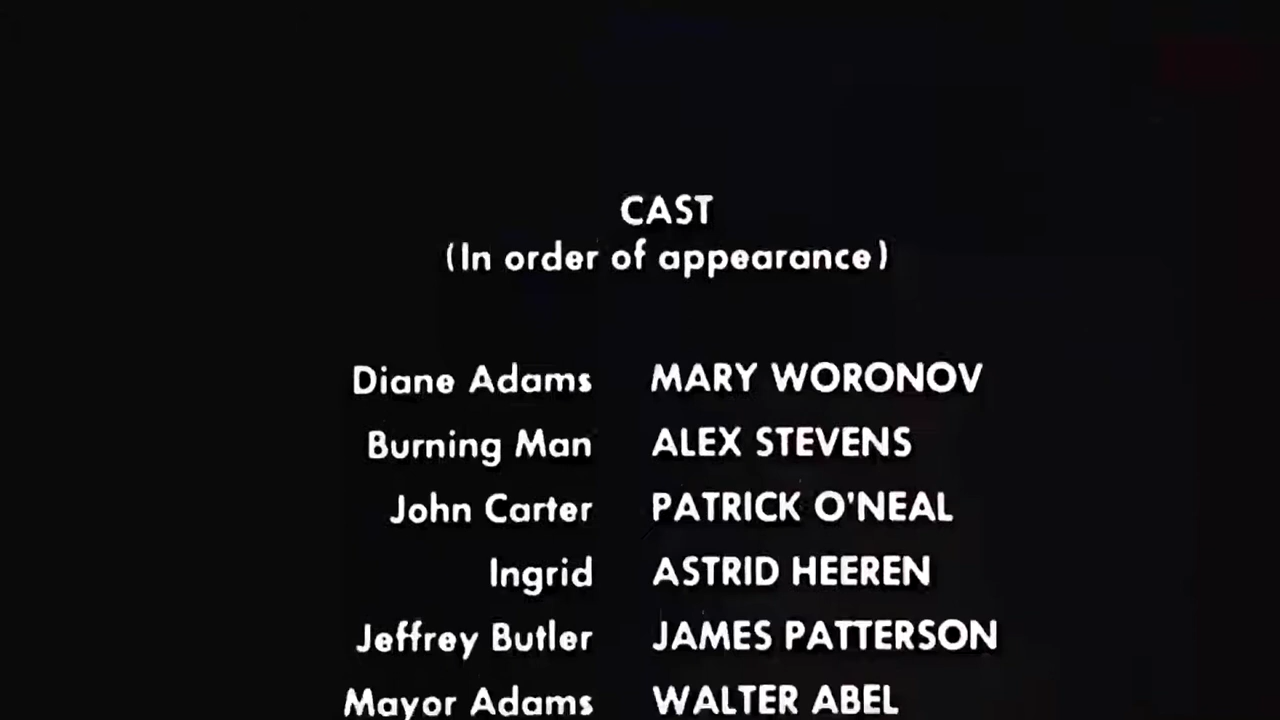 CAST
(In order of appearance)
Diane Adams MARY WORONOV
Burning Man ALEX STEVENS
John Carter PATRICK O'NEAL
Ingrid ASTRID HEEREN
Jeffrey Butler JAMES PATTERSON
Mayor Adams WALTER ABEL